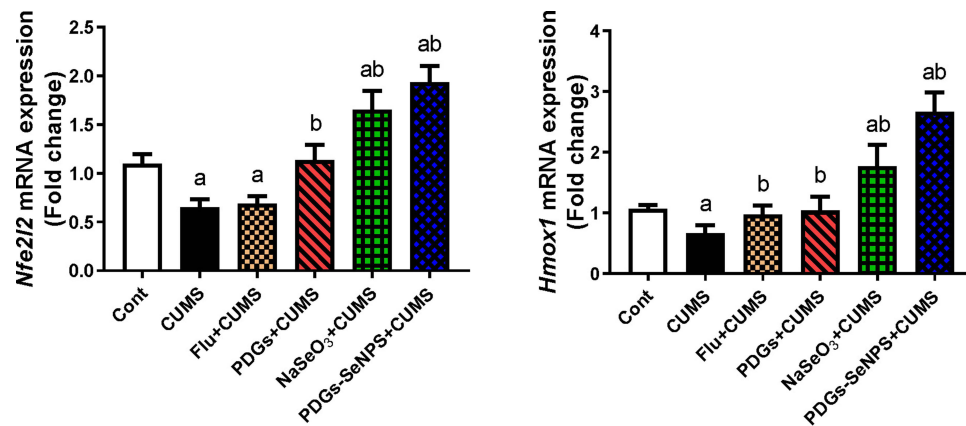 Nfe2l2 mRNA expression
(Fold change)
2.5
2.0
1.5
1.0
0.5
0.0
a
a
b
ab
ab
Cont
CUMS
Flu+CUMS
PDGs+CUMS
NaSeO₃+CUMS
PDGs-SeNPS+CUMS
Hmox1 mRNA expression
(Fold change)
4
3
2
1
0
a
b
b
ab
ab
Cont
CUMS
Flu+CUMS
PDGs+CUMS
NaSeO₃+CUMS
PDGs-SeNPS+CUMS